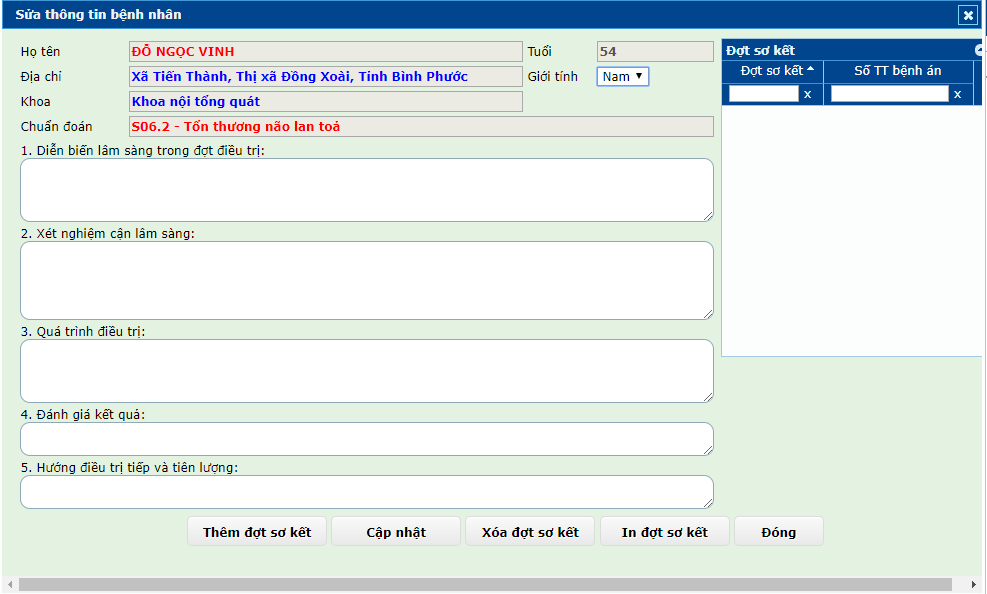 Sửa thông tin bệnh nhân
Họ tên ĐỖ NGỌC VINH Tuổi 54
Địa chỉ Xã Tiến Thành, Thị xã Đồng Xoài, Tỉnh Bình Phước Giới tính Nam
Khoa Khoa nội tổng quát
Chuẩn đoán S06.2 - Tổn thương não lan toả
1. Diễn biến lâm sàng trong đợt điều trị:
2. Xét nghiệm cận lâm sàng:
3. Quá trình điều trị:
4. Đánh giá kết quả:
5. Hướng điều trị tiếp và tiên lượng:
Đợt sơ kết
Đợt sơ kết Số TT bệnh án
x x
Thêm đợt sơ kết Cập nhật Xóa đợt sơ kết In đợt sơ kết Đóng